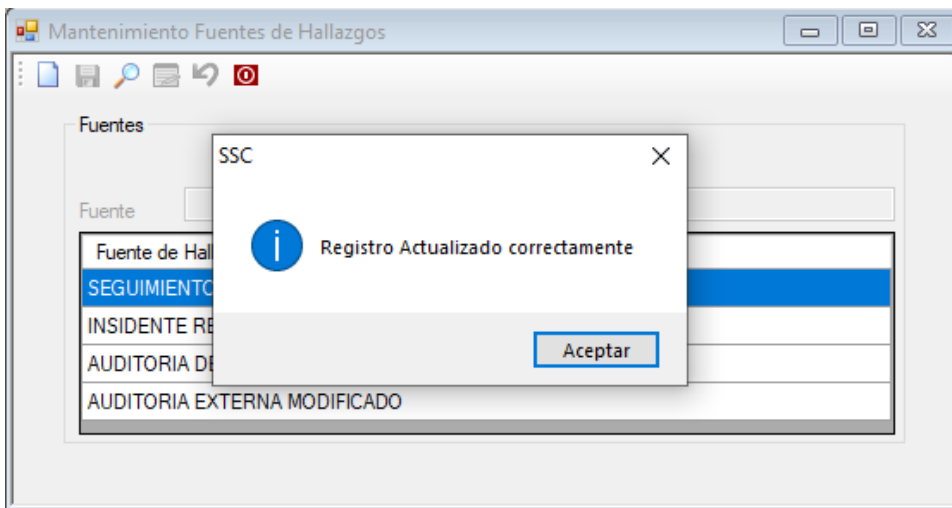 Mantenimiento Fuentes de Hallazgos
Fuentes
SSC
Fuente
Registro Actualizado correctamente
Aceptar
Fuente de Hall
SEGUIMIENTO
INSIDENTE RE
AUDITORIA DE
AUDITORIA EXTERNA MODIFICADO